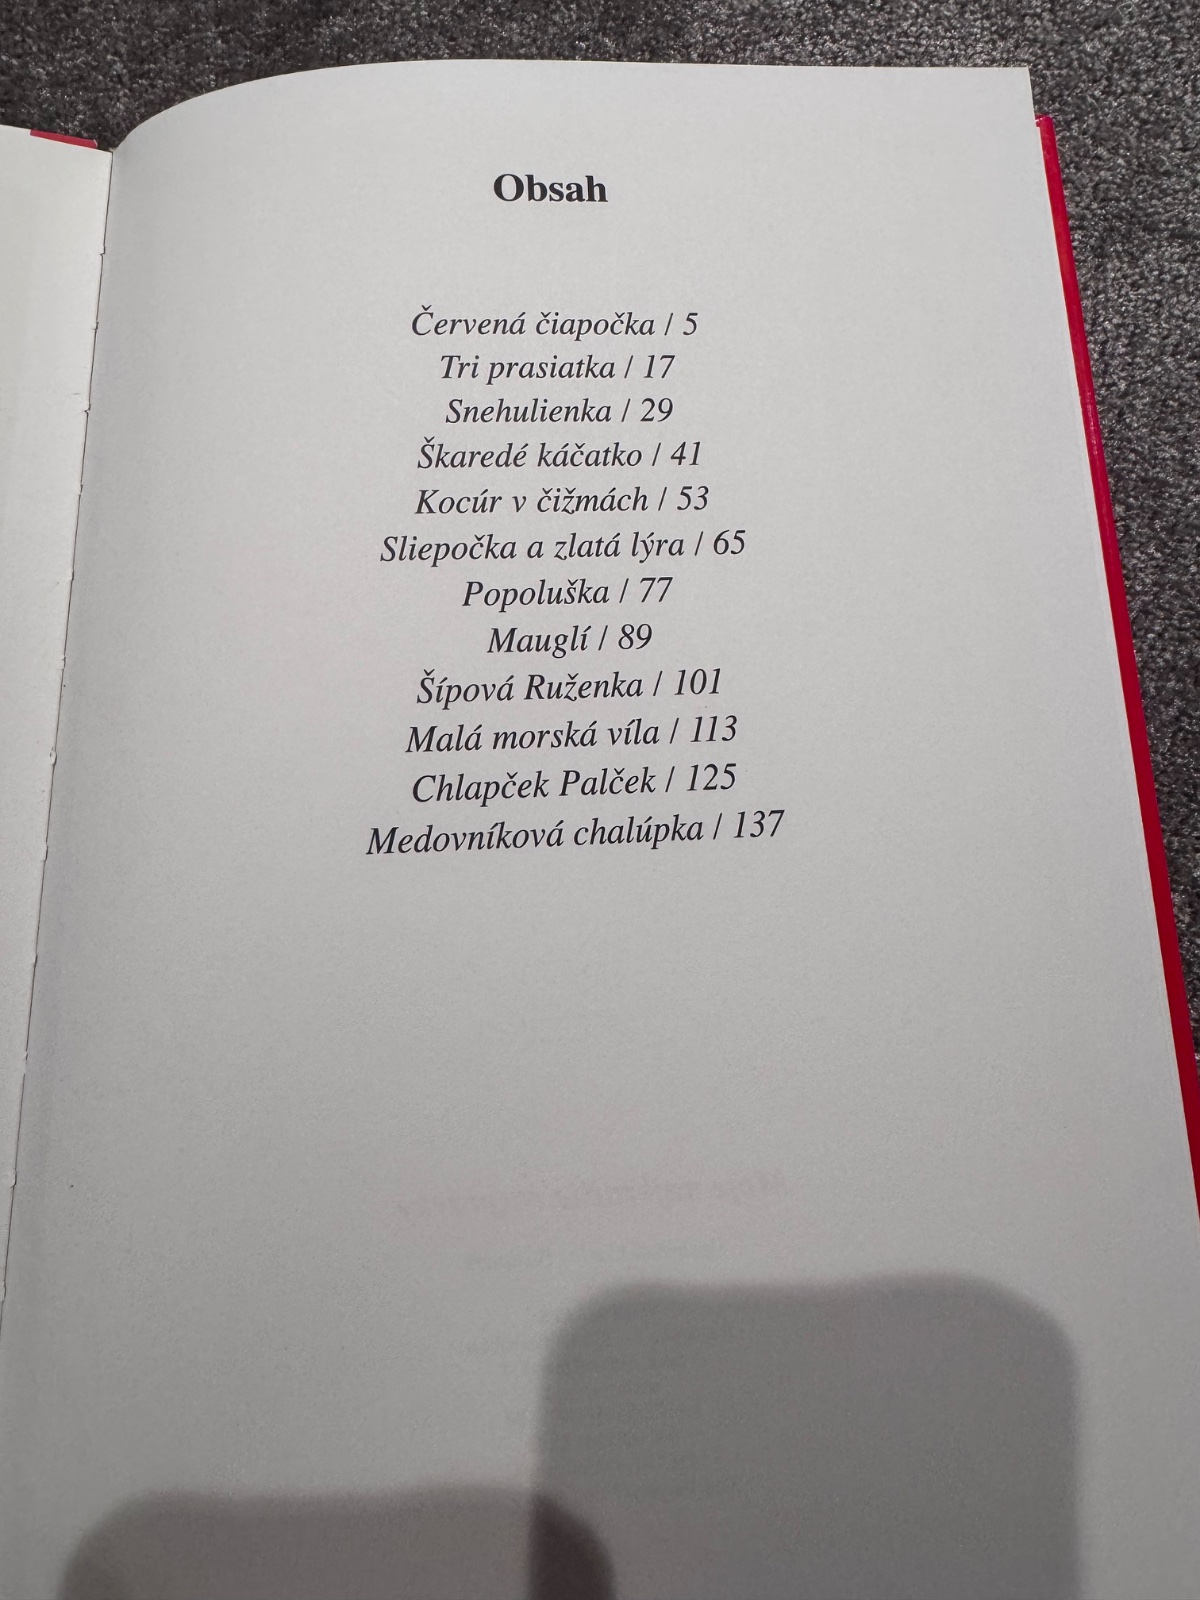 Obsah
Červená čiapočka / 5
Tri prasiatka / 17
Snehulienka / 29
Škaredé káčatko / 41
Kocúr v čižmách / 53
Sliepočka a zlatá lýra / 65
Popoluška / 77
Mauglí / 89
Šípová Ruženka / 101
Malá morská víla / 113
Chlapček Palček / 125
Medovníková chalúpka / 137